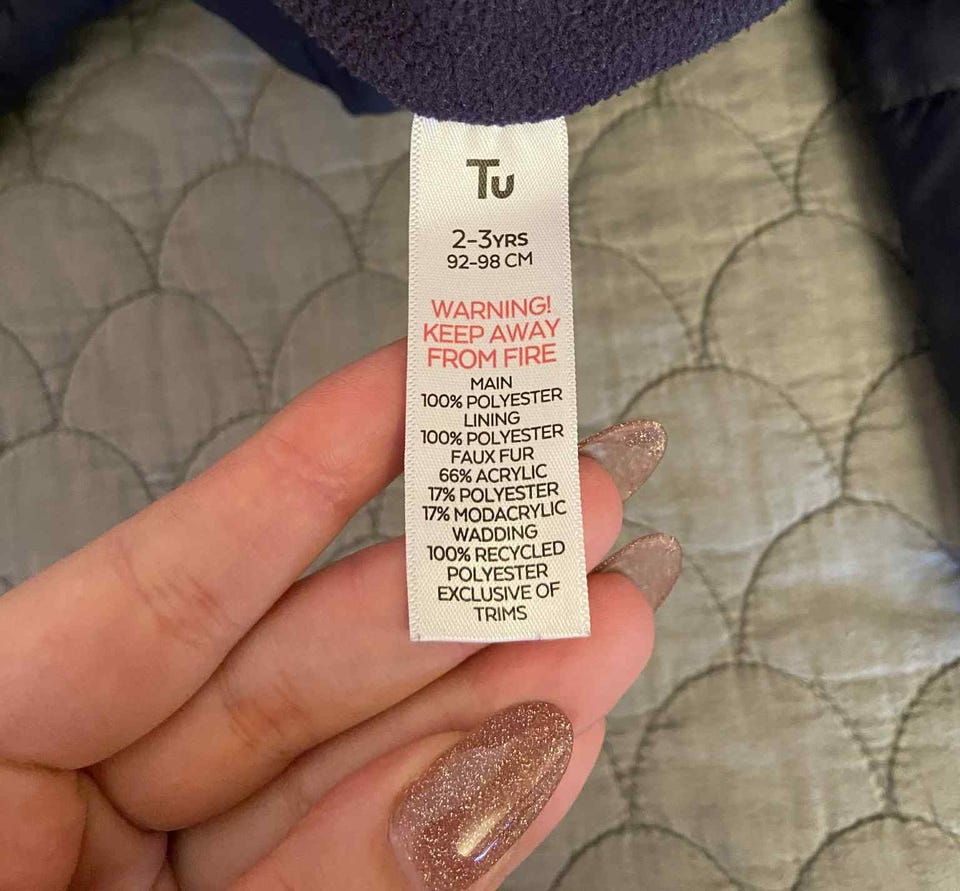 Tu
2-3YRS
92-98 CM
WARNING!
KEEP AWAY
FROM FIRE
MAIN
100% POLYESTER
LINING
100% POLYESTER
FAUX FUR
66% ACRYLIC
17% POLYESTER
17% MODACRYLIC
WADDING
100% RECYCLED
POLYESTER
EXCLUSIVE OF
TRIMS